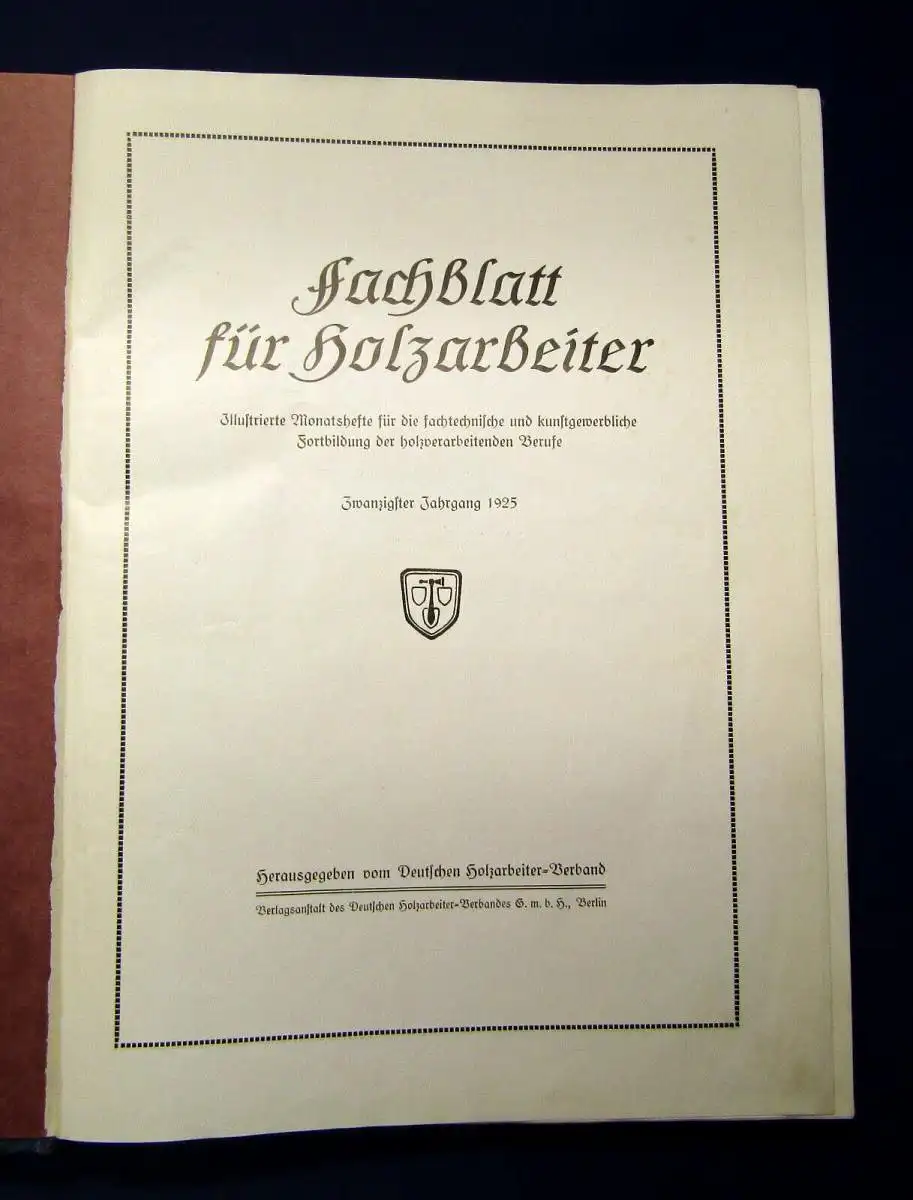 Fachblatt
für Holzarbeiter
Illustrierte Monatshefte für die fachtechnische und kunstgewerbliche
Fortbildung der holzverarbeitenden Berufe
Zwanzigster Jahrgang 1925
Herausgegeben vom Deutschen Holzarbeiter-Verband
Verlagsanstalt des Deutschen Holzarbeiter-Verbandes G. m. b. H., Berlin